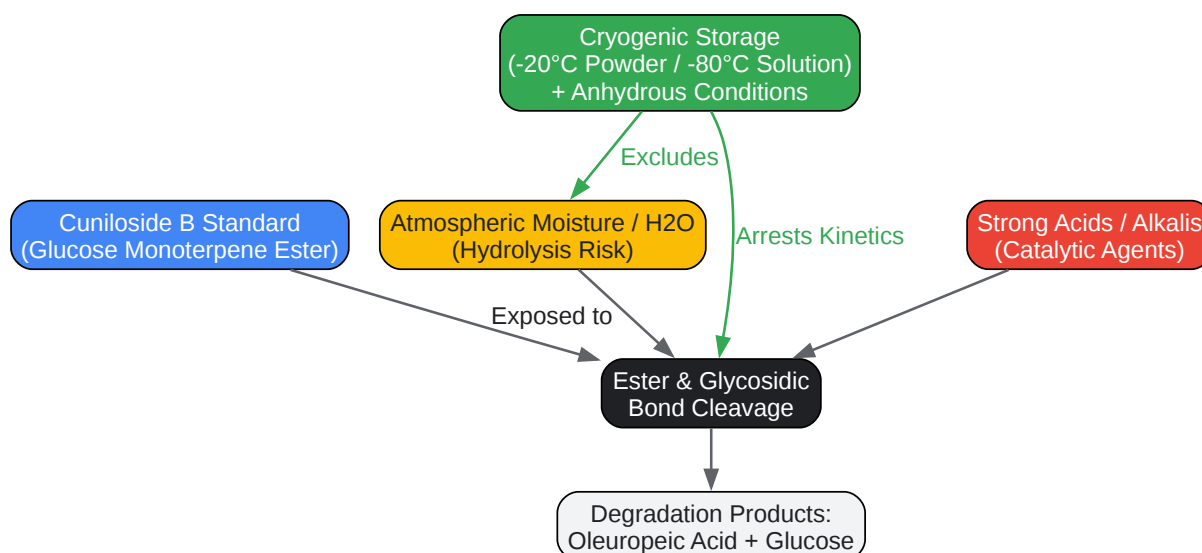 Cryogenic Storage
(-20°C Powder / -80°C Solution)
+ Anhydrous Conditions
Excludes
Cuniloside B Standard
(Glucose Monoterpene Ester)
Atmospheric Moisture / H2O
(Hydrolysis Risk)
Arrests Kinetics
Strong Acids / Alkalis
(Catalytic Agents)
Exposed to
Ester & Glycosidic
Bond Cleavage
Degradation Products:
Oleuropeic Acid + Glucose